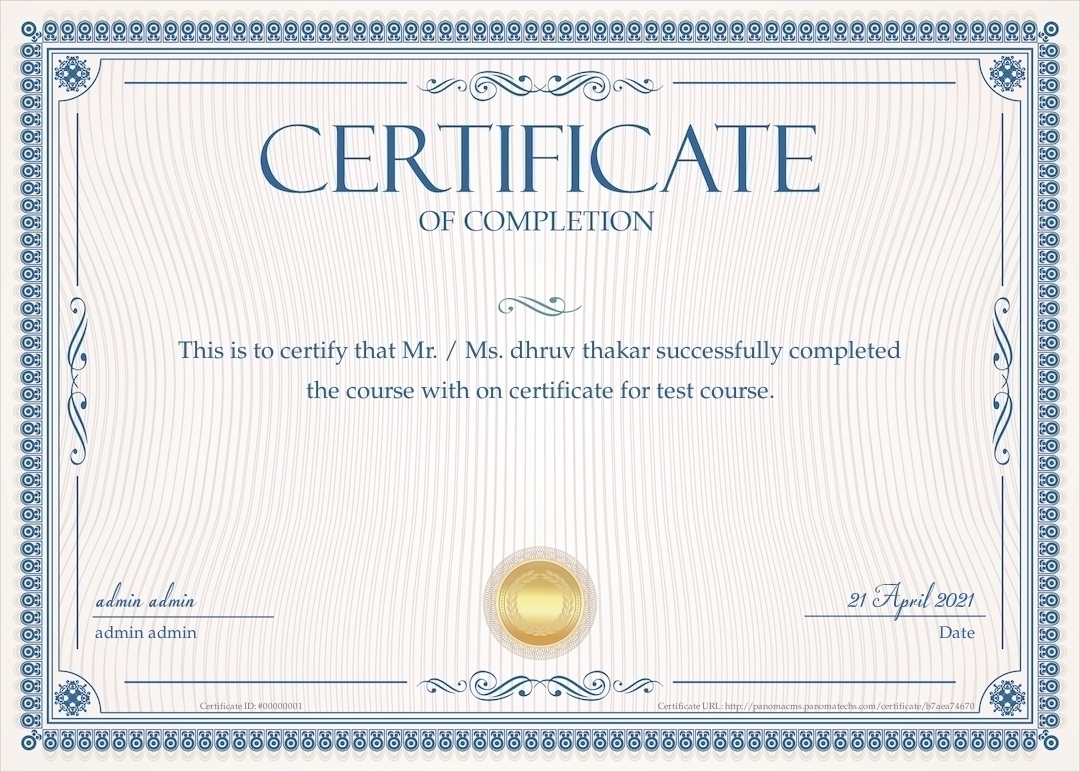 CERTIFICATE
OF COMPLETION
This is to certify that Mr. / Ms. dhruv thakar successfully completed
the course with on certificate for test course.
admin admin
admin admin
21 April 2021
Date
Certificate ID: #00000001
Certificate URL: http://panomacms.panomatechs.com/certificate/b7aea74670